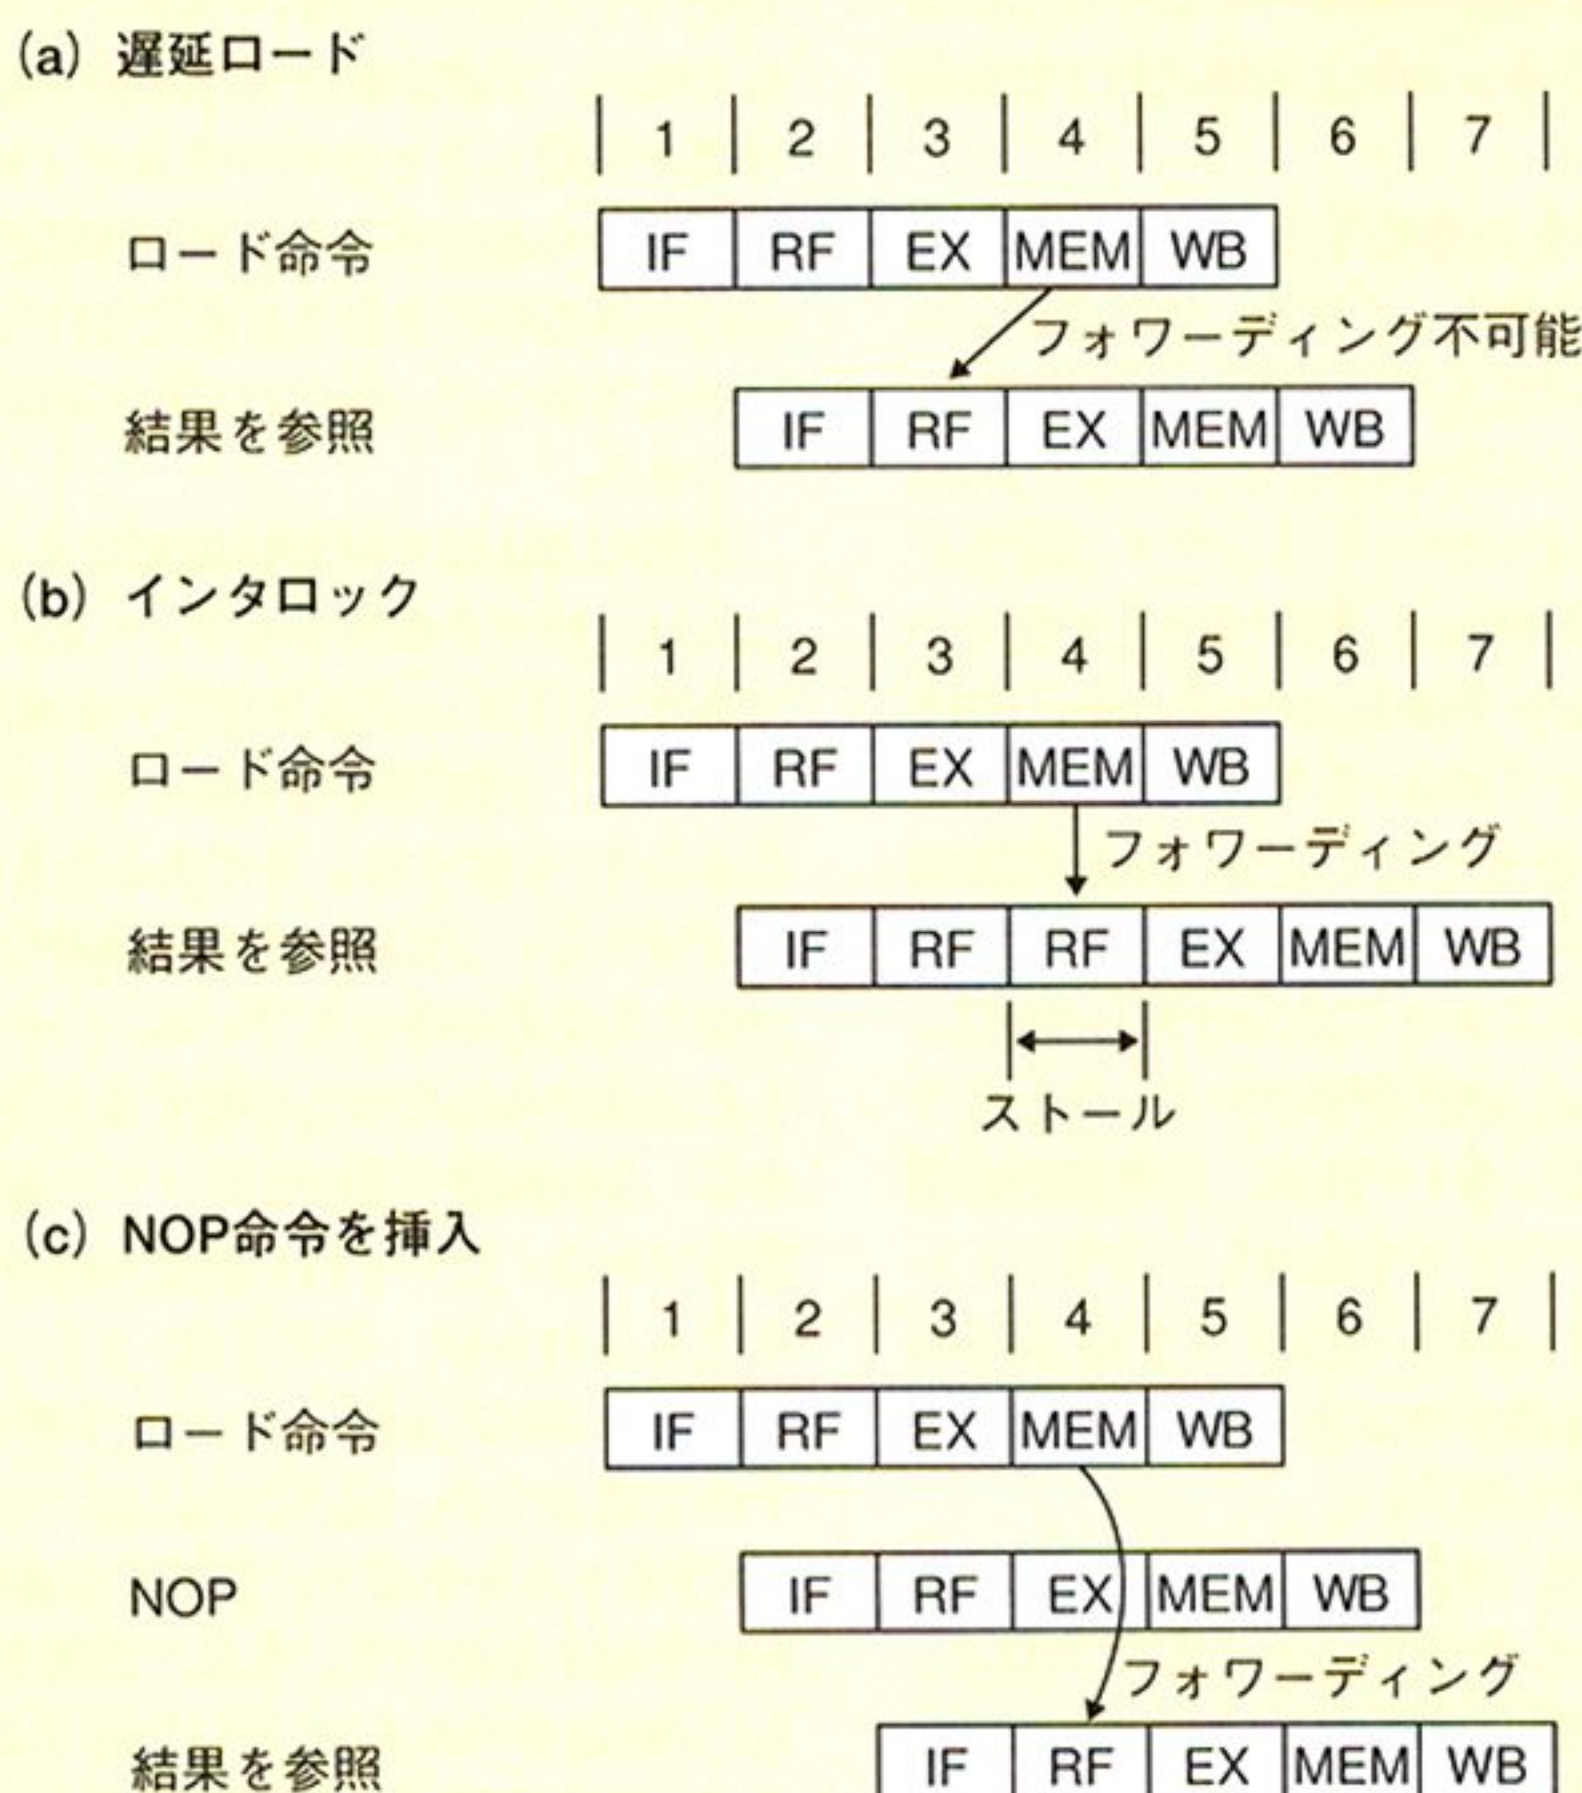 (a) 遅延ロード
1 2 3 4 5 6 7
ロード命令 IF RF EX MEM WB
フォワーディング不可能
結果を参照 IF RF EX MEM WB
(b) インタロック
1 2 3 4 5 6 7
ロード命令 IF RF EX MEM WB
フォワーディング
結果を参照 IF RF RF EX MEM WB
ストール
(c) NOP命令を挿入
1 2 3 4 5 6 7
ロード命令 IF RF EX MEM WB
NOP IF RF EX MEM WB
フォワーディング
結果を参照 IF RF EX MEM WB